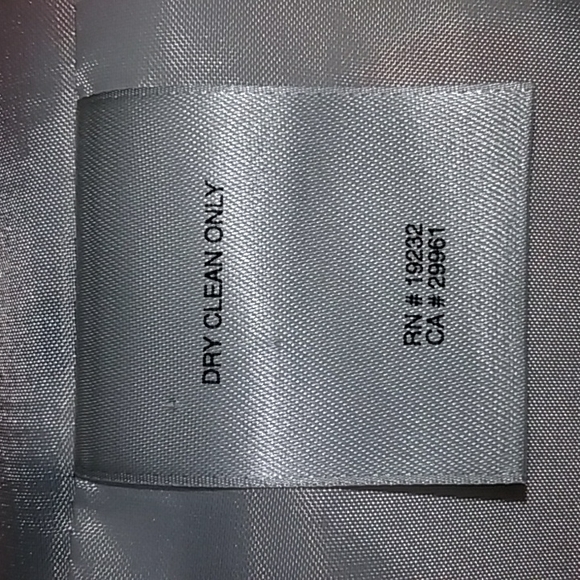 DRY CLEAN ONLY
RN # 19232
CA # 29961